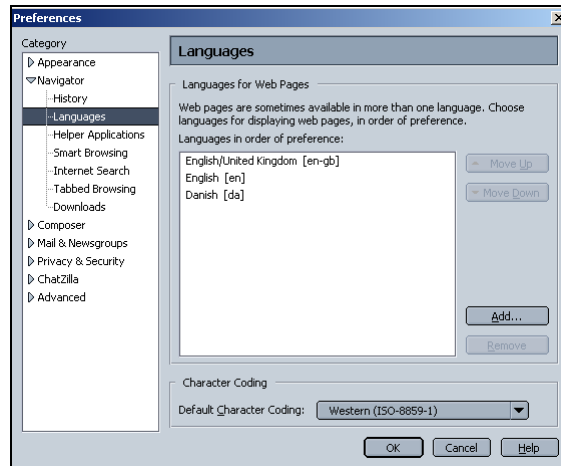 Preferences
Category
Appearance
Navigator
History
Languages
Helper Applications
Smart Browsing
Internet Search
Tabbed Browsing
Downloads
Composer
Mail & Newsgroups
Privacy & Security
ChatZilla
Advanced
Languages
Languages for Web Pages
Web pages are sometimes available in more than one language. Choose
languages for displaying web pages, in order of preference.
Languages in order of preference:
English/United Kingdom [en-gb]
English [en]
Danish [da]
Move Up
Move Down
Add...
Remove
Character Coding
Default Character Coding: Western (ISO-8859-1)
OK Cancel Help